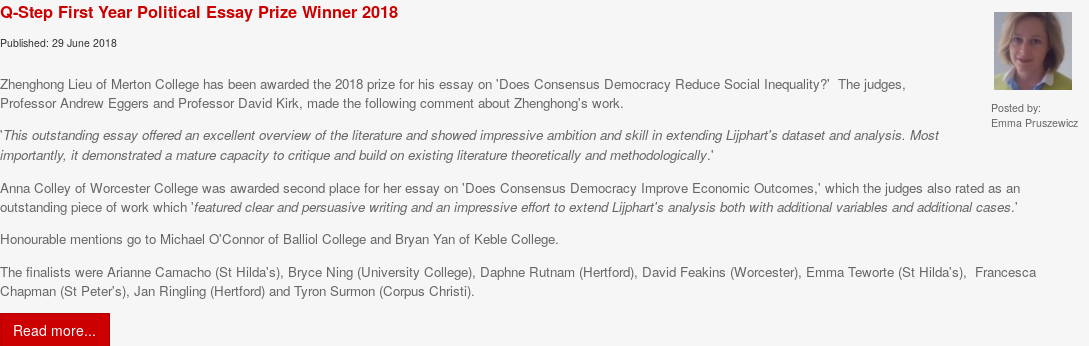 Q-Step First Year Political Essay Prize Winner 2018
Published: 29 June 2018
Zhenghong Lieu of Merton College has been awarded the 2018 prize for his essay on 'Does Consensus Democracy Reduce Social Inequality?'  The judges,
Professor Andrew Eggers and Professor David Kirk, made the following comment about Zhenghong's work.
'This outstanding essay offered an excellent overview of the literature and showed impressive ambition and skill in extending Lijphart's dataset and analysis. Most
importantly, it demonstrated a mature capacity to critique and build on existing literature theoretically and methodologically.'
Anna Colley of Worcester College was awarded second place for her essay on 'Does Consensus Democracy Improve Economic Outcomes,' which the judges also rated as an
outstanding piece of work which 'featured clear and persuasive writing and an impressive effort to extend Lijphart's analysis both with additional variables and additional cases.'
Honourable mentions go to Michael O'Connor of Balliol College and Bryan Yan of Keble College.
The finalists were Arianne Camacho (St Hilda's), Bryce Ning (University College), Daphne Rutnam (Hertford), David Feakins (Worcester), Emma Teworte (St Hilda's),  Francesca
Chapman (St Peter's), Jan Ringling (Hertford) and Tyron Surmon (Corpus Christi).
Read more...
Posted by:
Emma Pruszewicz